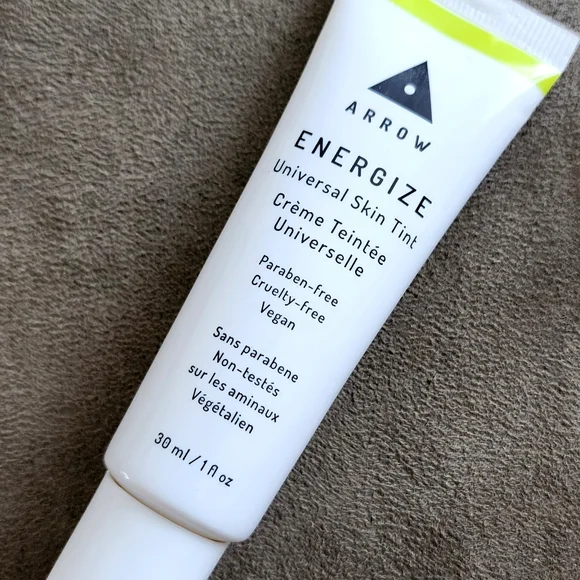 ARROW
ENERGIZE
Universal Skin Tint
Crème Teintée
Universelle
Paraben-free
Cruelty-free
Vegan
Sans parabene
Non-testés
sur les aminaux
Végétalien
30 ml / 1 fl oz